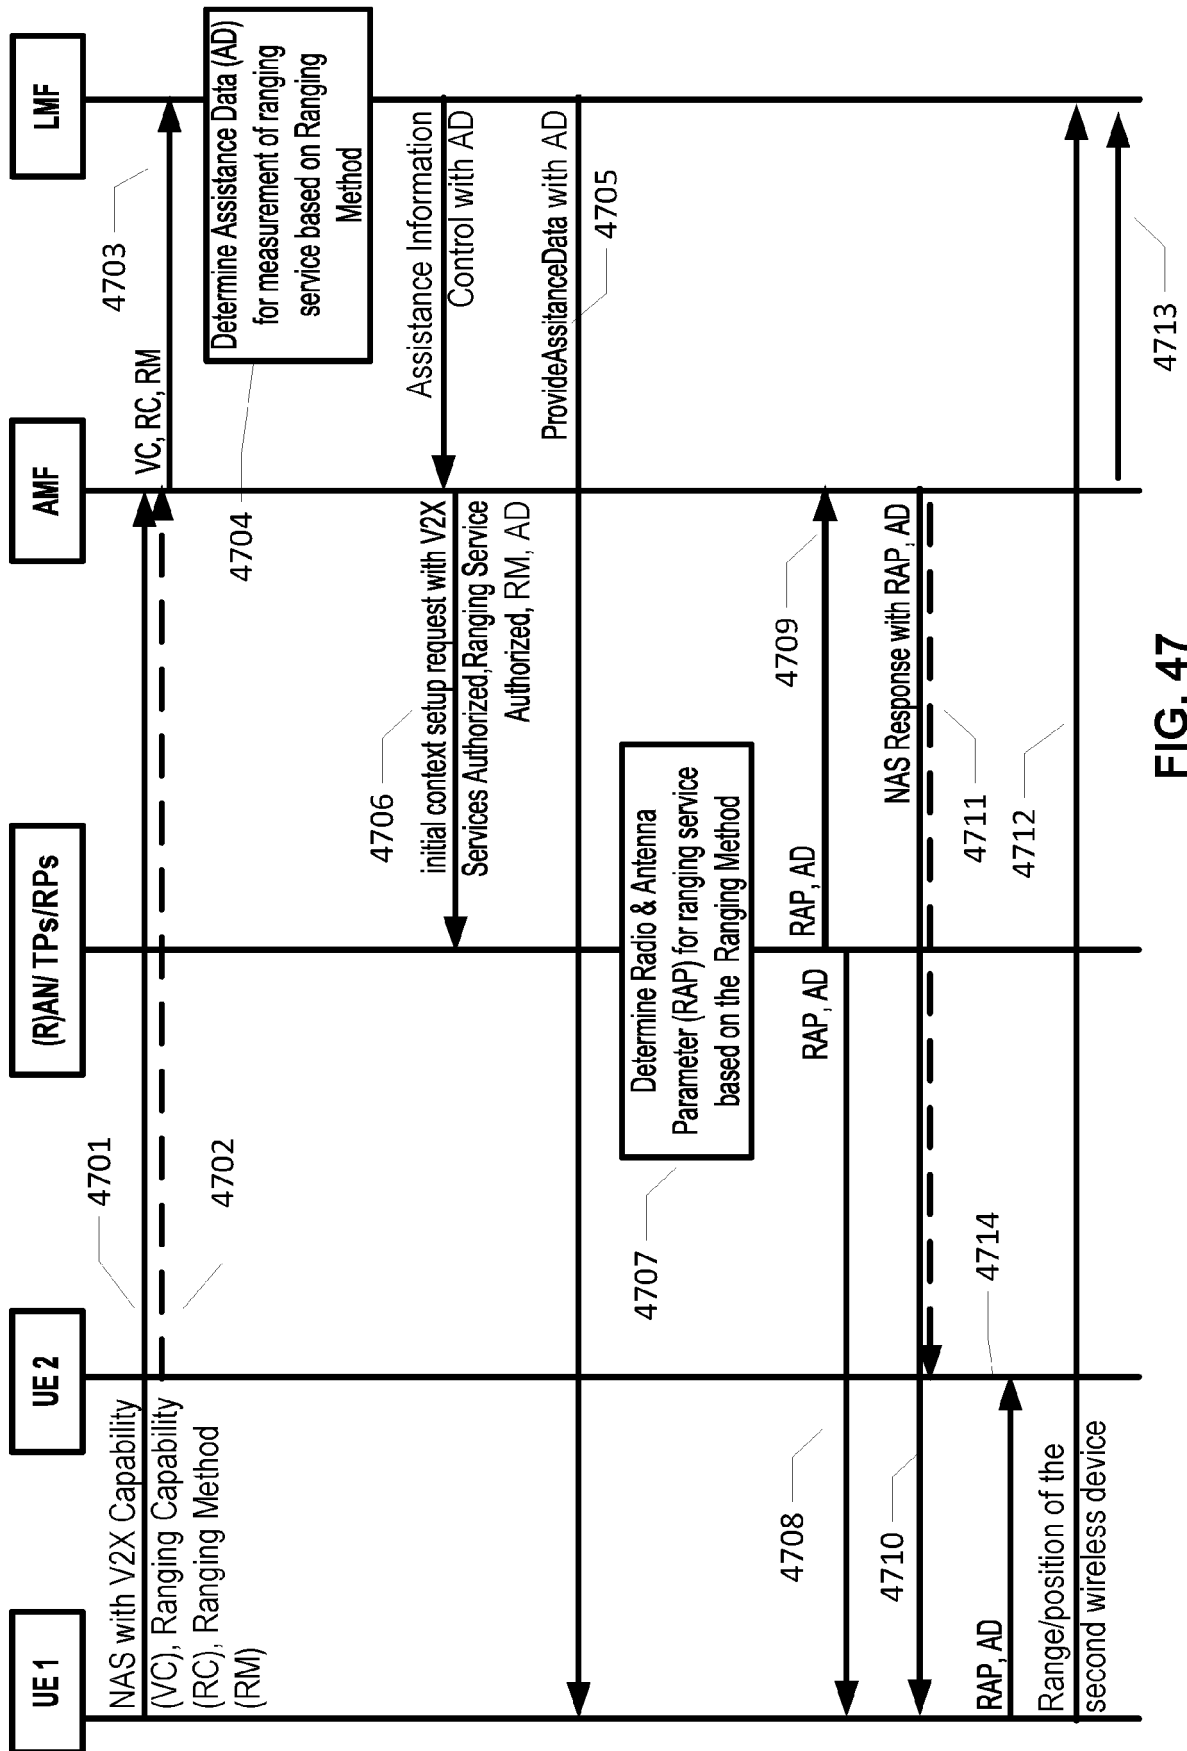 UE 1
UE 2
(R)AN/ TPs/RPs
AMF
LMF
NAS with V2X Capability
(VC), Ranging Capability
(RC), Ranging Method
(RM)
4701
4702
VC, RC, RM
4703
Determine Assistance Data (AD)
for measurement of ranging
service based on Ranging
Method
4704
Assistance Information
Control with AD
initial context setup request with V2X
Services Authorized,Ranging Service
Authorized, RM, AD
4706
ProvideAssitanceData with AD
4705
Determine Radio & Antenna
Parameter (RAP) for ranging service
based on the Ranging Method
4707
RAP, AD
4709
RAP, AD
4708
NAS Response with RAP, AD
4710
4711
RAP, AD
4714
Range/position of the
second wireless device
4712
4713
FIG. 47